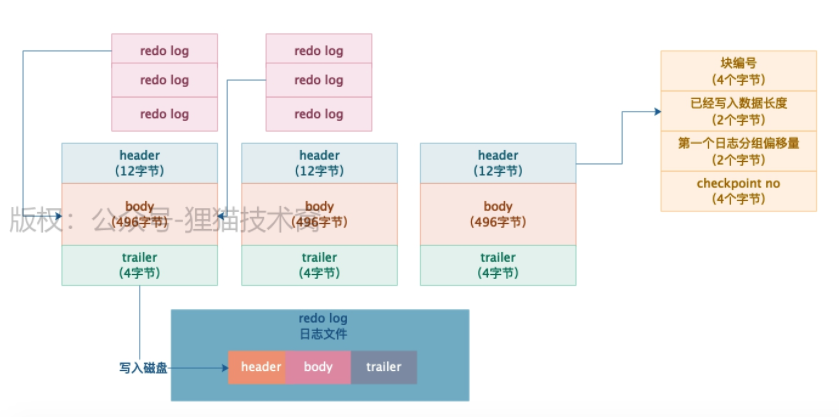 redo log
redo log
redo log
redo log
redo log
redo log
块编号
(4个字节)
已经写入数据长度
(2个字节)
第一个日志分组偏移量
(2个字节)
checkpoint no
(4个字节)
header
(12字节)
body
(496字节)
trailer
(4字节)
header
(12字节)
body
(496字节)
trailer
(4字节)
header
(12字节)
body
(496字节)
trailer
(4字节)
版权：公众号-狸猫技术窝
redo log
日志文件
写入磁盘
header
body
trailer